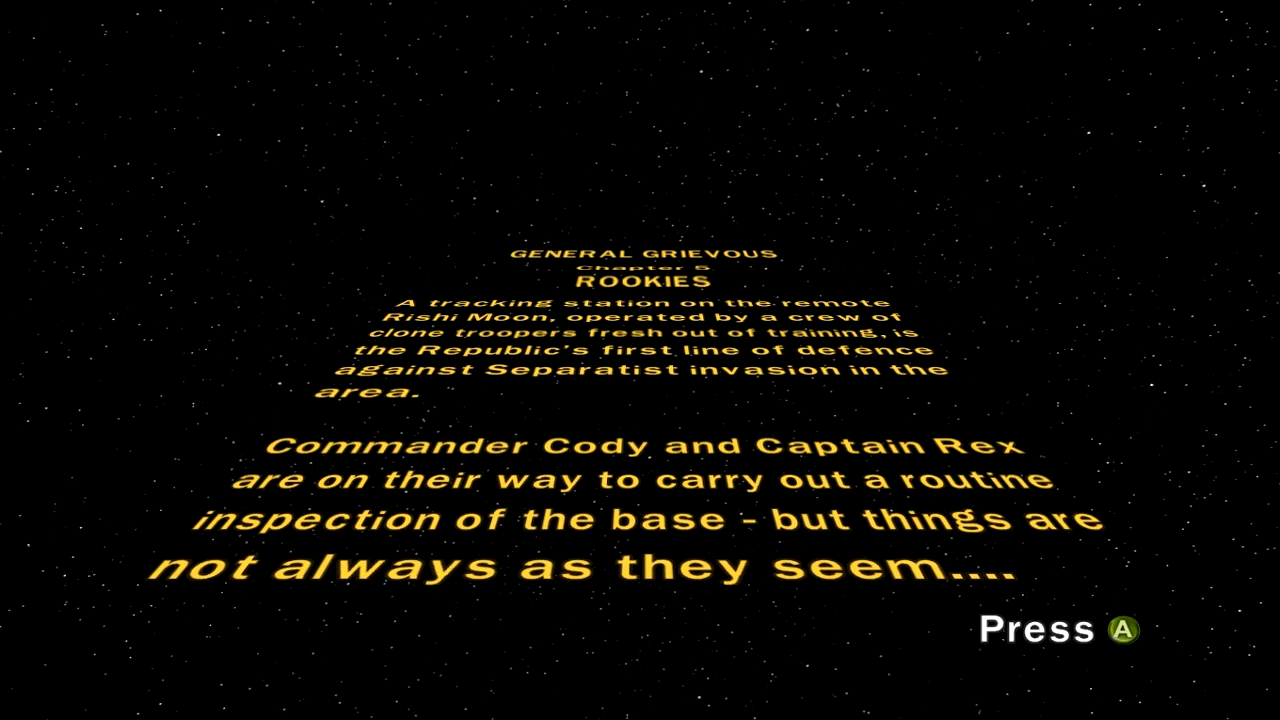 GENERAL GRIEVOUS
Chapter 5
ROOKIES
A tracking station on the remote
Rishi Moon, operated by a crew of
clone troopers fresh out of training, is
the Republic's first line of defence
against Separatist invasion in the
area.
Commander Cody and Captain Rex
are on their way to carry out a routine
inspection of the base - but things are
not always as they seem....
Press A